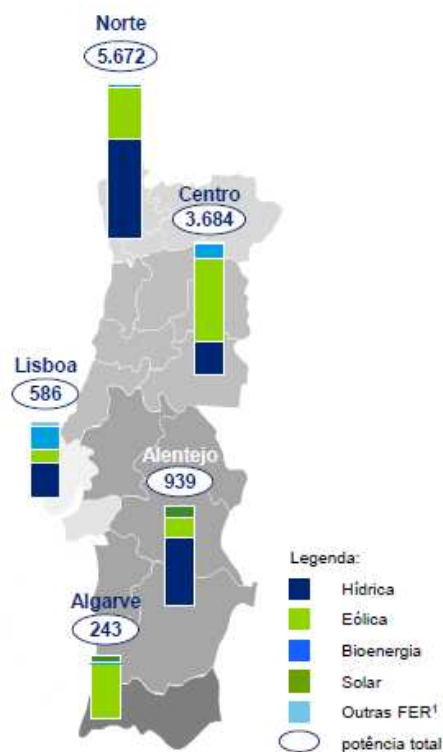 Norte
5.672
Centro
3.684
Lisboa
586
Alentejo
939
Algarve
243
Legenda:
Hídrica
Eólica
Bioenergia
Solar
Outras FER¹
potência total